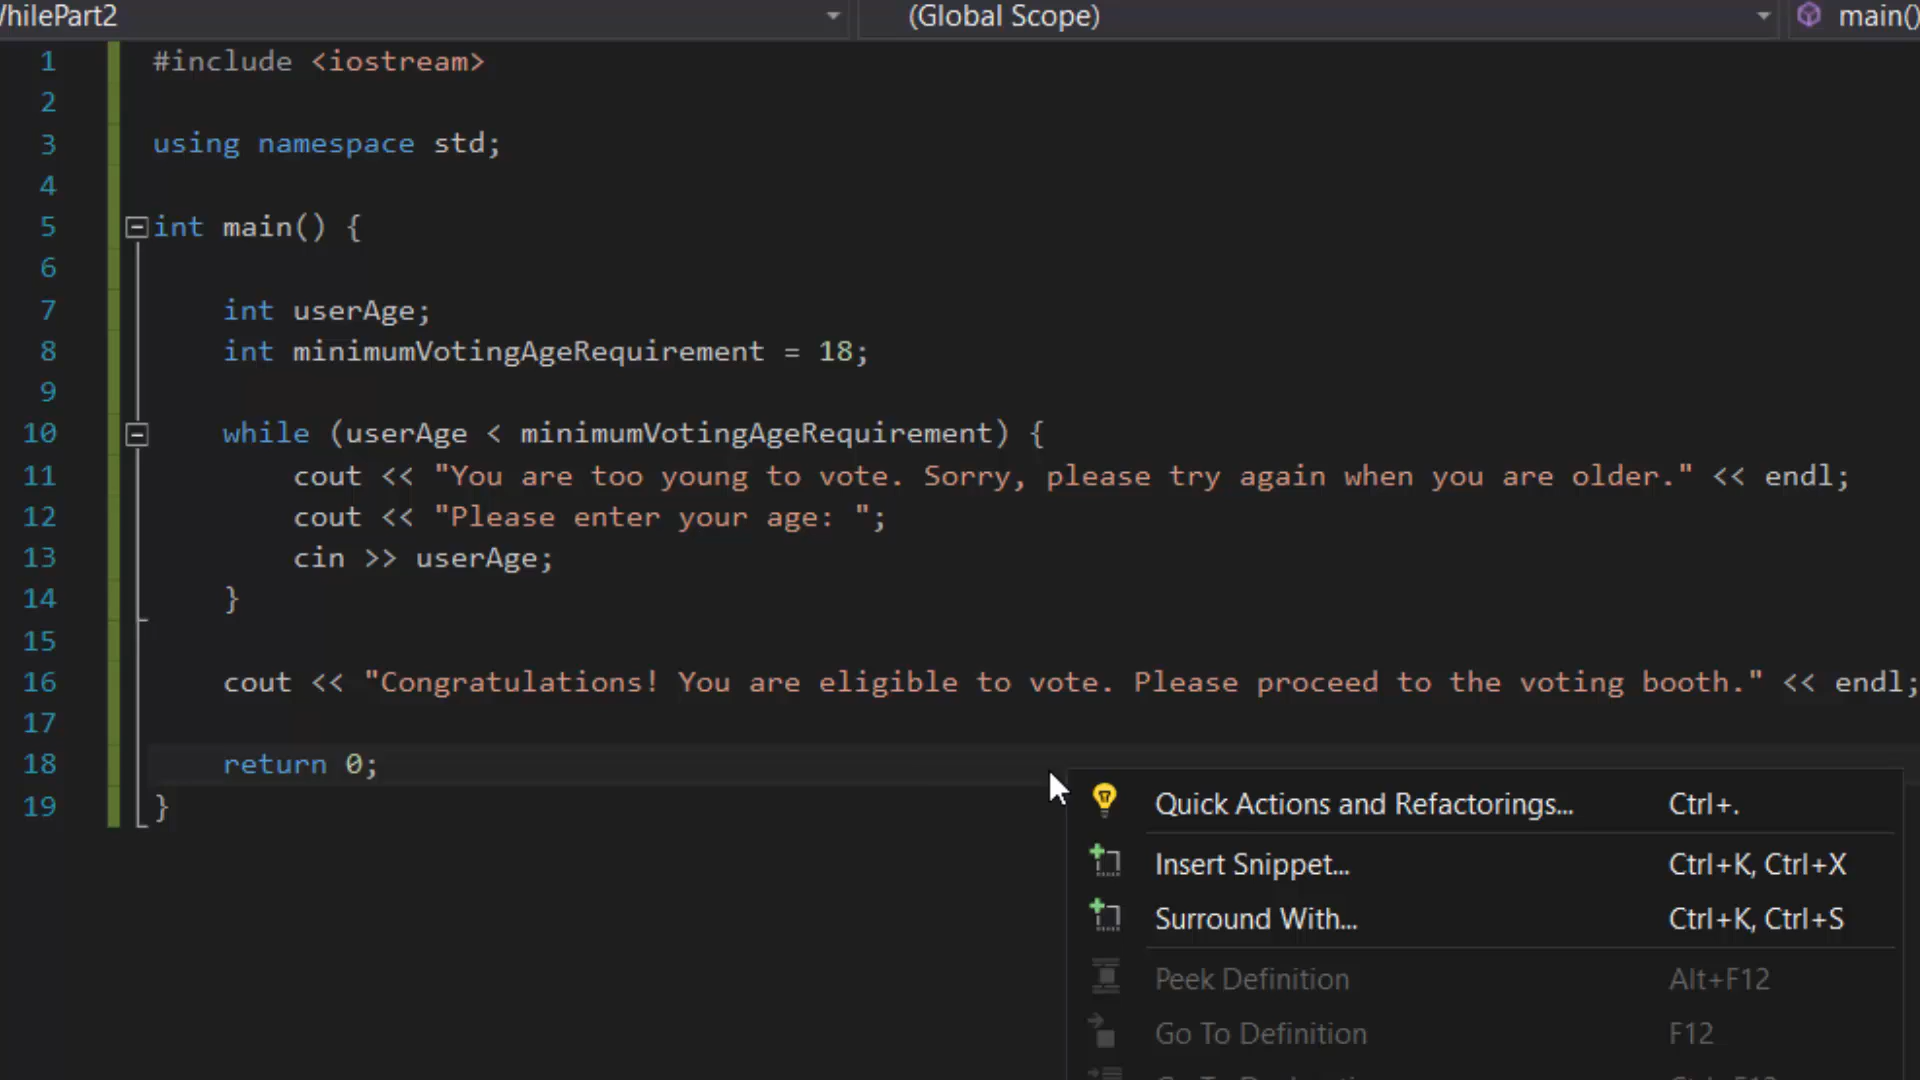 hilePart2 (Global Scope) main()
1 #include <iostream>
2
3 using namespace std;
4
5 int main() {
6
7 int userAge;
8 int minimumVotingAgeRequirement = 18;
9
10 while (userAge < minimumVotingAgeRequirement) {
11 cout << "You are too young to vote. Sorry, please try again when you are older." << endl;
12 cout << "Please enter your age: ";
13 cin >> userAge;
14 }
15
16 cout << "Congratulations! You are eligible to vote. Please proceed to the voting booth." << endl;
17
18 return 0;
19 }
Quick Actions and Refactorings... Ctrl+.
Insert Snippet... Ctrl+K, Ctrl+X
Surround With... Ctrl+K, Ctrl+S
Peek Definition Alt+F12
Go To Definition F12